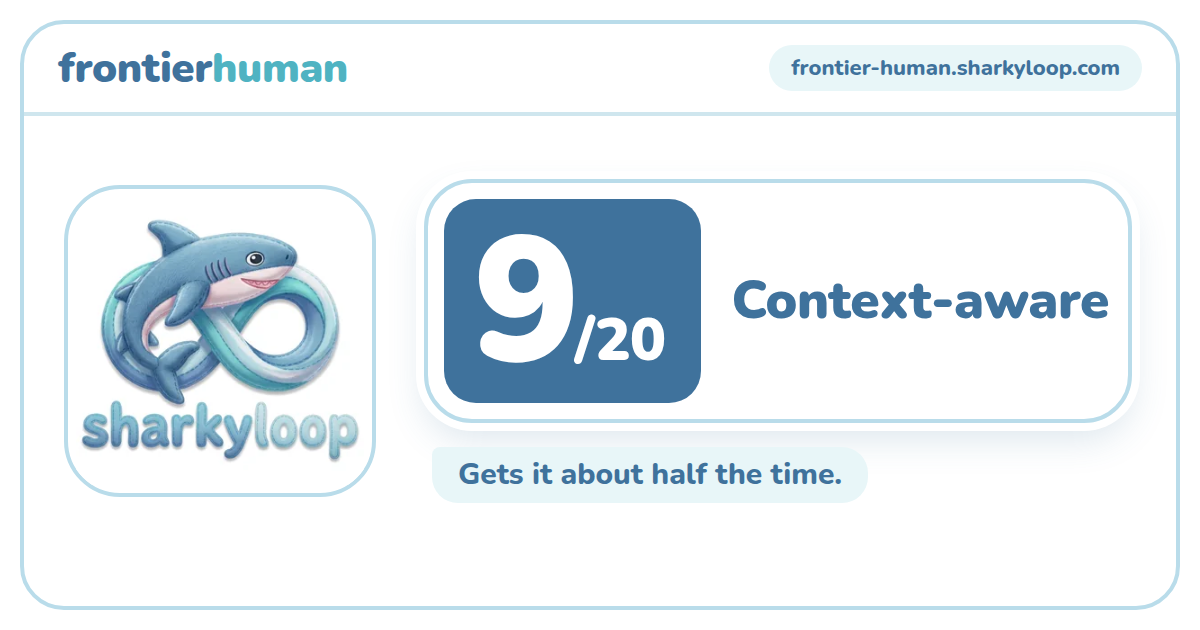 frontierhuman
frontier-human.sharkyloop.com
sharkyloop
9/20
Context-aware
Gets it about half the time.